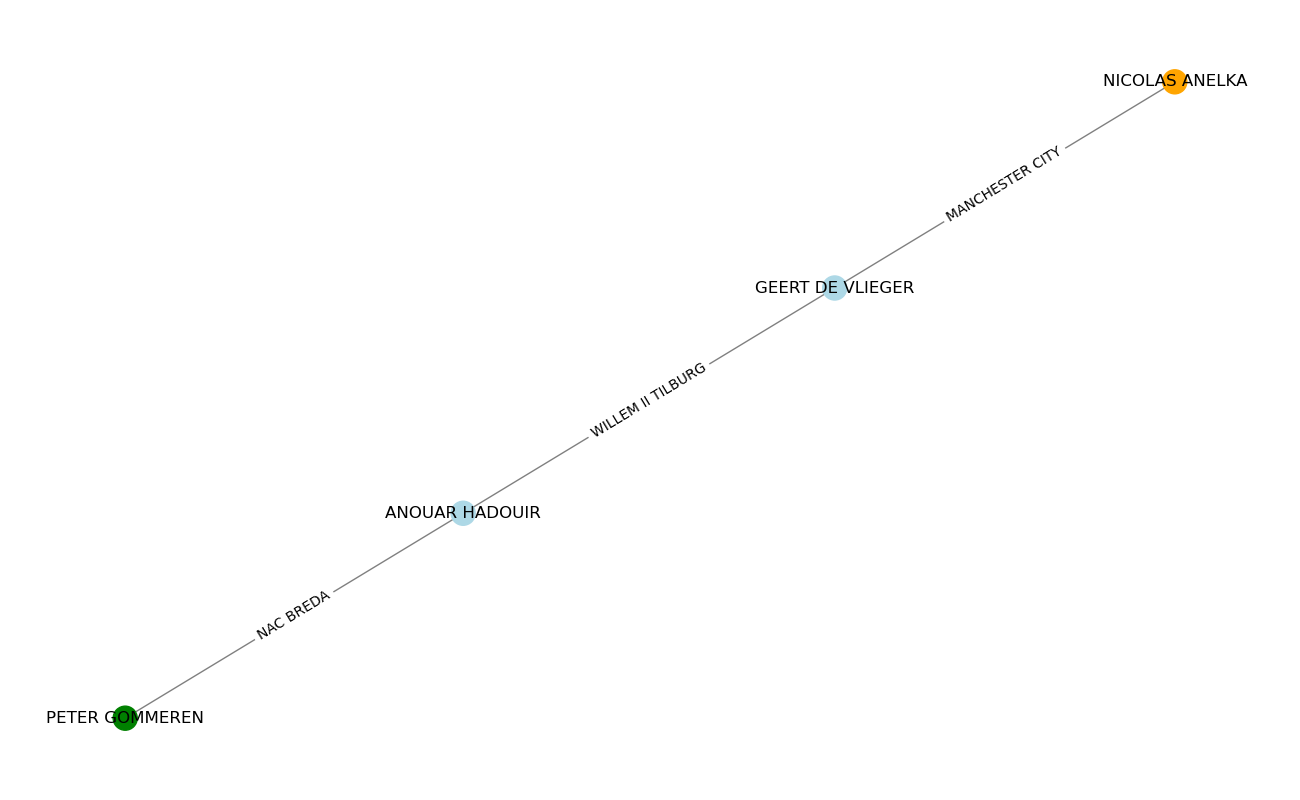 NICOLAS ANELKA
MANCHESTER CITY
GEERT DE VLIEGER
WILLEM II TILBURG
ANOUAR HADOUIR
NAC BREDA
PETER GOMMEREN